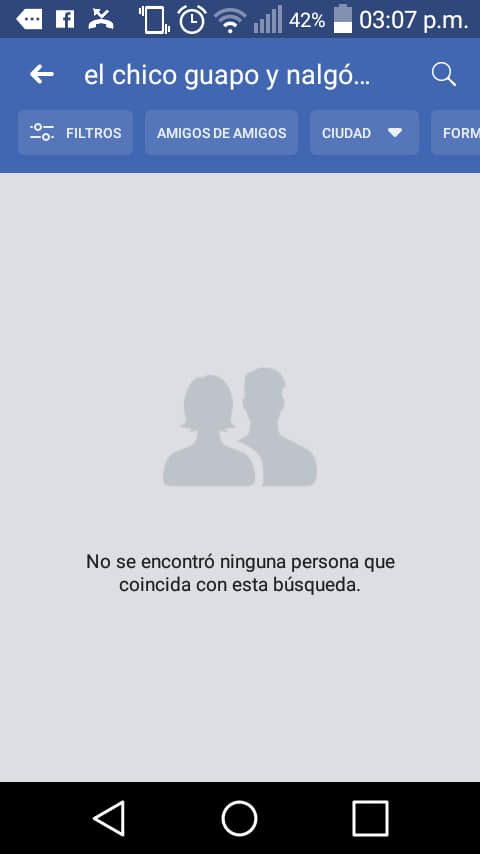 42% 03:07 p.m.
el chico guapo y nalgó...
FILTROS AMIGOS DE AMIGOS CIUDAD FORM
No se encontró ninguna persona que
coincida con esta búsqueda.